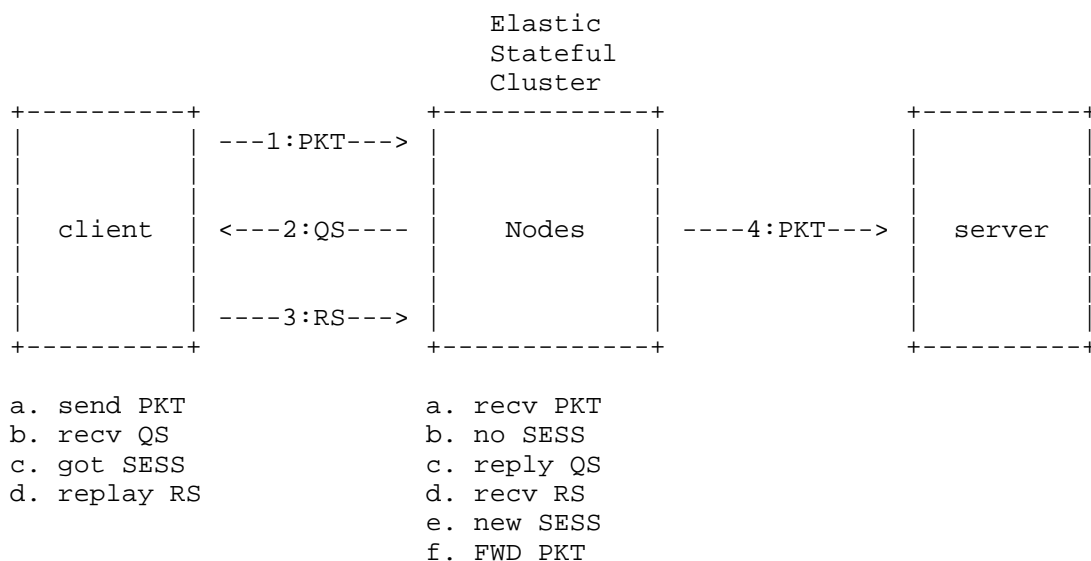 Elastic
Stateful
Cluster
---1:PKT--->
client <---2:QS---- Nodes ----4:PKT---> server
----3:RS--->
a. send PKT a. recv PKT
b. recv QS b. no SESS
c. got SESS c. reply QS
d. replay RS d. recv RS
e. new SESS
f. FWD PKT